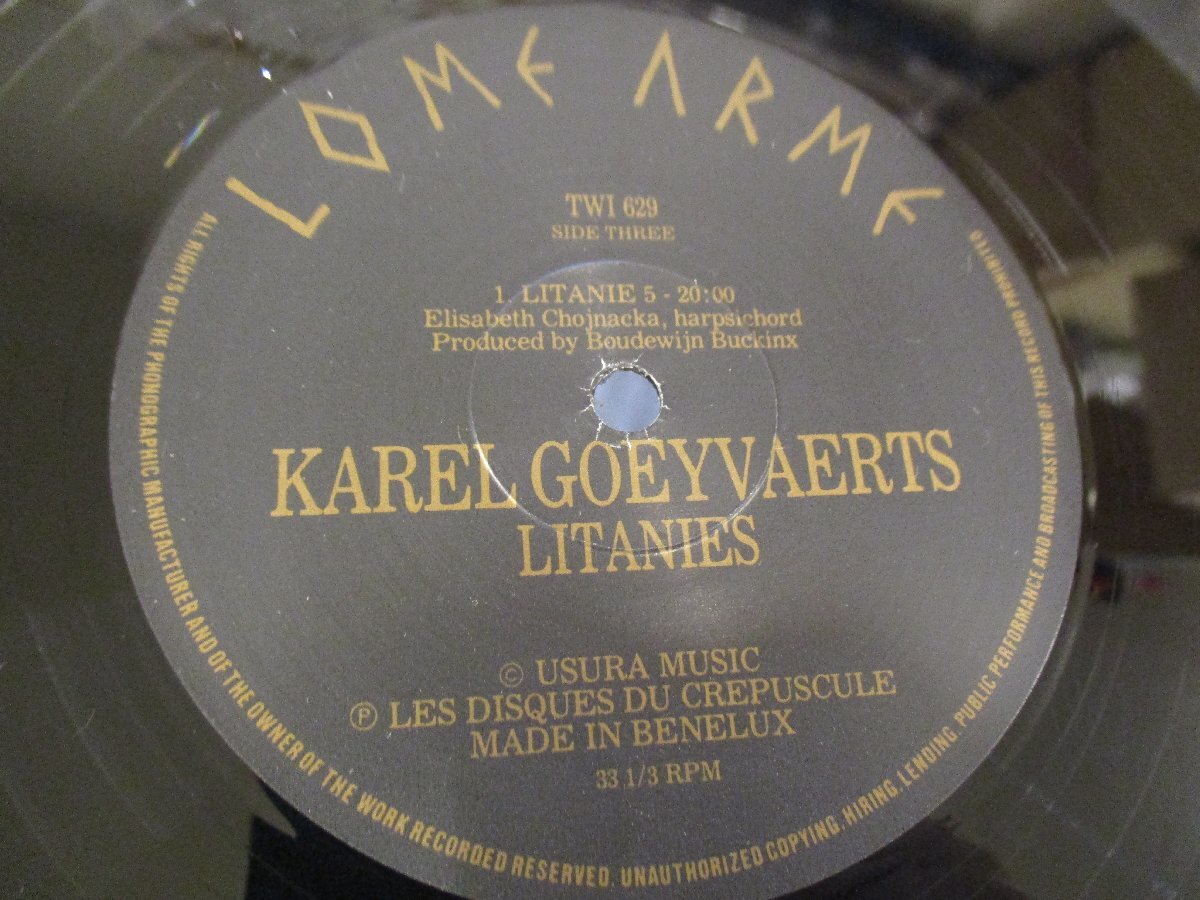 LOME ARME
TWI 629
SIDE THREE
1. LITANIE 5 - 20:00
Elisabeth Chojnacka, harpsichord
Produced by Boudewijn Buckinx
KAREL GOEYVAERTS
LITANIES
© USURA MUSIC
℗ LES DISQUES DU CREPUSCULE
MADE IN BENELUX
33 1/3 RPM
ALL RIGHTS OF THE PHONOGRAPHIC MANUFACTURER AND OF THE OWNER OF THE WORK RECORDED RESERVED. UNAUTHORIZED COPYING, HIRING, LENDING, PUBLIC PERFORMANCE AND BROADCASTING OF THIS RECORD PROHIBITED